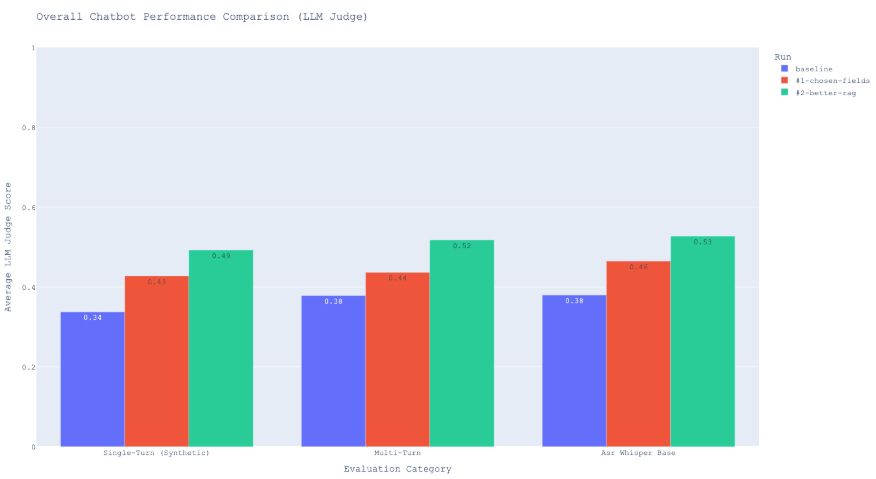 Overall Chatbot Performance Comparison (LLM Judge)
Run
baseline
#1-chosen-fields
#2-better-rag
Average LLM Judge Score
1
0.8
0.6
0.4
0.2
0
0.34
0.43
0.49
0.38
0.44
0.52
0.38
0.46
0.53
Single-Turn (Synthetic)
Multi-Turn
Asr Whisper Base
Evaluation Category